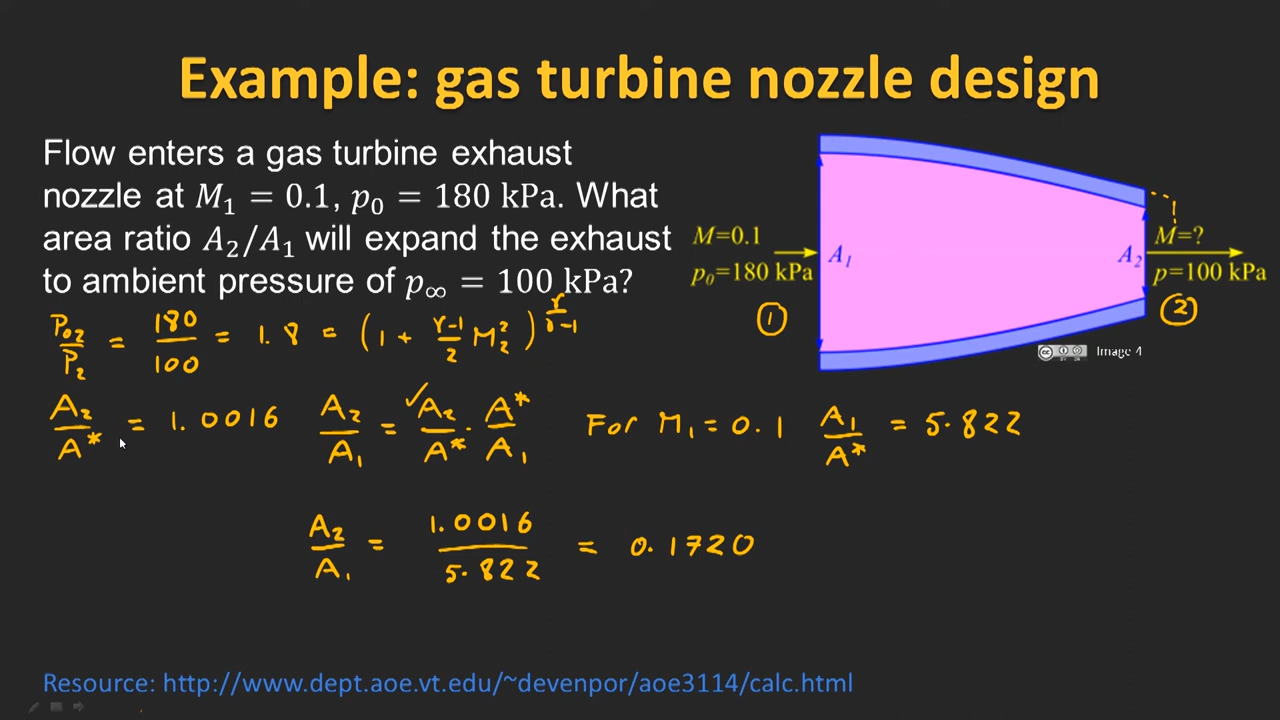 Example: gas turbine nozzle design
Flow enters a gas turbine exhaust
nozzle at M₁ = 0.1, p₀ = 180 kPa. What
area ratio A₂/A₁ will expand the exhaust
to ambient pressure of p∞ = 100 kPa?
M=0.1
p₀=180 kPa
A₁
A₂
M=?
p=100 kPa
①
②
cc
Image 4
P₀₂/P₂ = 180/100 = 1.8 = (1 + γ-1/2 M₂²)^γ/γ-1
A₂/A* = 1.0016 A₂/A₁ = ✓A₂/A* · A*/A₁ For M₁ = 0.1 A₁/A* = 5.822
A₂/A₁ = 1.0016/5.822 = 0.1720
Resource: http://www.dept.aoe.vt.edu/~devenpor/aoe3114/calc.html